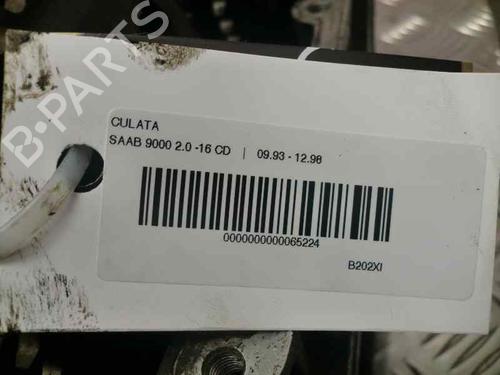 CULATA
SAAB 9000 2.0 -16 CD | 09.93 - 12.98
0000000000065224
B202XI
B-PARTS